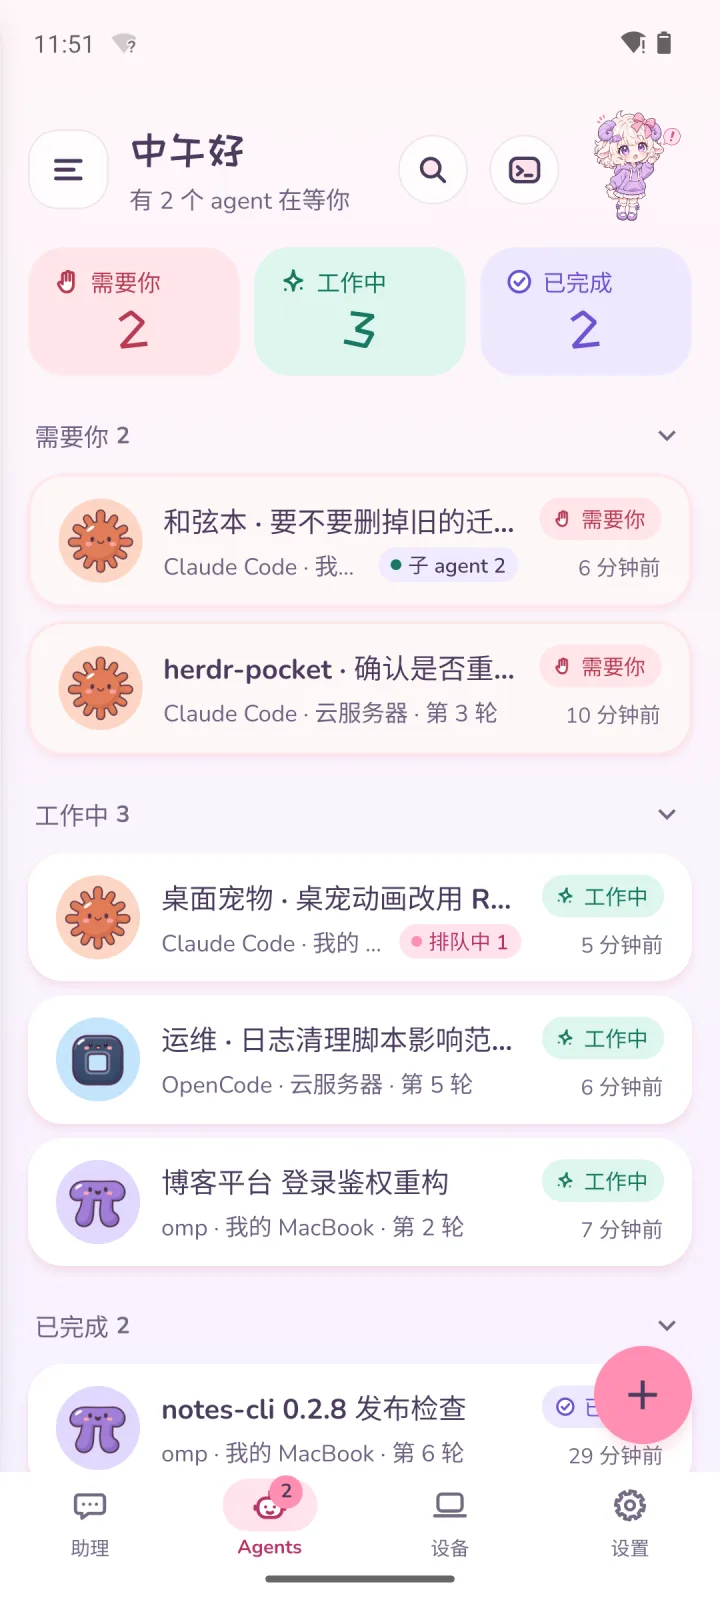 11:51
中午好
有 2 个 agent 在等你
需要你
2
工作中
3
已完成
2
需要你 2
和弦本 · 要不要删掉旧的迁...
需要你
Claude Code · 我...
子 agent 2
6 分钟前
herdr-pocket · 确认是否重...
需要你
Claude Code · 云服务器 · 第 3 轮
10 分钟前
工作中 3
桌面宠物 · 桌宠动画改用 R...
工作中
Claude Code · 我的 ...
排队中 1
5 分钟前
运维 · 日志清理脚本影响范...
工作中
OpenCode · 云服务器 · 第 5 轮
6 分钟前
博客平台 登录鉴权重构
工作中
omp · 我的 MacBook · 第 2 轮
7 分钟前
已完成 2
notes-cli 0.2.8 发布检查
omp · 我的 MacBook · 第 6 轮
29 分钟前
2
助理
Agents
设备
设置